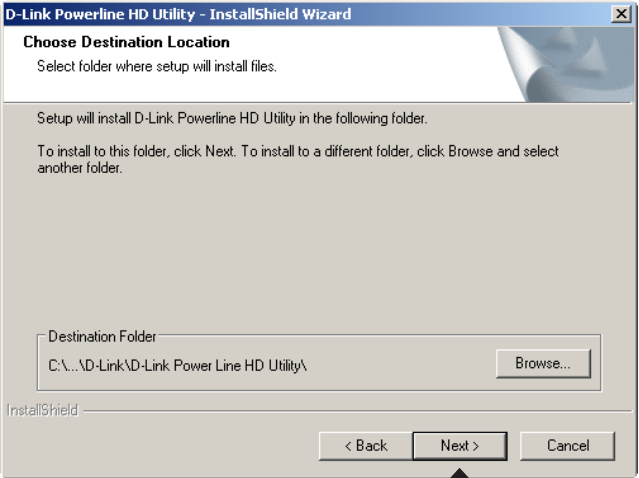 D-Link Powerline HD Utility - InstallShield Wizard
Choose Destination Location
Select folder where setup will install files.
Setup will install D-Link Powerline HD Utility in the following folder.
To install to this folder, click Next. To install to a different folder, click Browse and select
another folder.
Destination Folder
C:\...\D-Link\D-Link Power Line HD Utility\
Browse...
InstallShield
< Back
Next >
Cancel